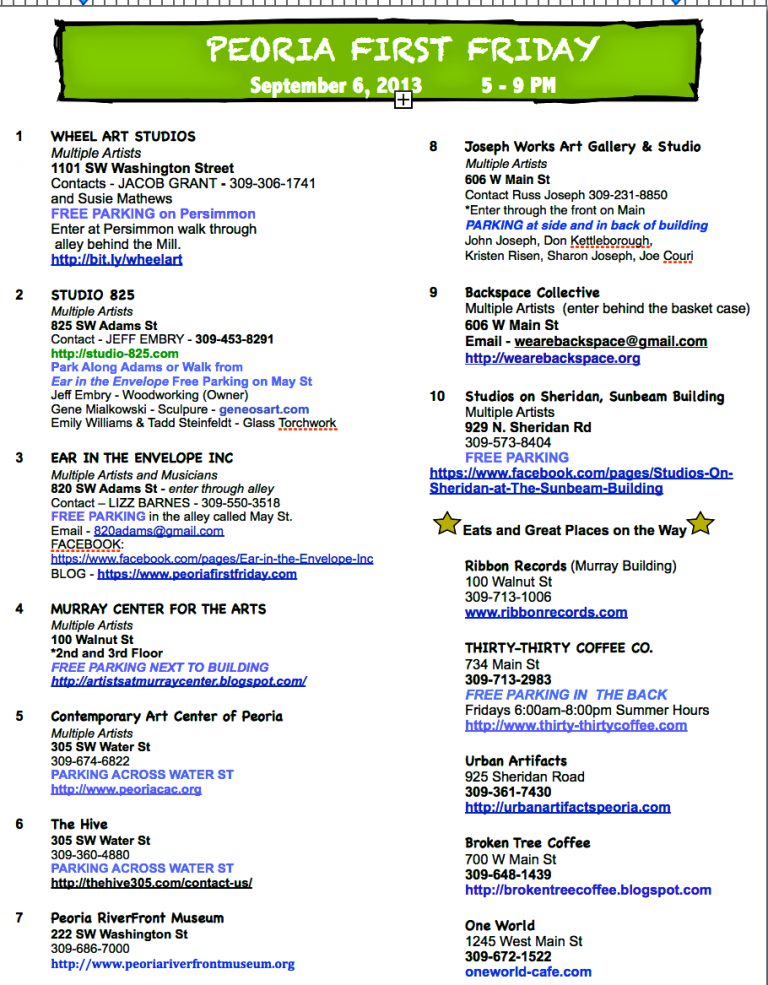 PEORIA FIRST FRIDAY
September 6, 2013 5 - 9 PM
1 WHEEL ART STUDIOS
Multiple Artists
1101 SW Washington Street
Contacts - JACOB GRANT - 309-306-1741
and Susie Mathews
FREE PARKING on Persimmon
Enter at Persimmon walk through
alley behind the Mill.
http://bit.ly/wheelart
2 STUDIO 825
Multiple Artists
825 SW Adams St
Contact - JEFF EMBRY - 309-453-8291
http://studio-825.com
Park Along Adams or Walk from
Ear in the Envelope Free Parking on May St
Jeff Embry - Woodworking (Owner)
Gene Mialkowski - Sculpure - geneosart.com
Emily Williams & Tadd Steinfeldt - Glass Torchwork
3 EAR IN THE ENVELOPE INC
Multiple Artists and Musicians
820 SW Adams St - enter through alley
Contact – LIZZ BARNES - 309-550-3518
FREE PARKING in the alley called May St.
Email - 820adams@gmail.com
FACEBOOK:
https://www.facebook.com/pages/Ear-in-the-Envelope-Inc
BLOG - https://www.peoriafirstfriday.com
4 MURRAY CENTER FOR THE ARTS
Multiple Artists
100 Walnut St
*2nd and 3rd Floor
FREE PARKING NEXT TO BUILDING
http://artistsatmurraycenter.blogspot.com/
5 Contemporary Art Center of Peoria
Multiple Artists
305 SW Water St
309-674-6822
PARKING ACROSS WATER ST
http://www.peoriacac.org
6 The Hive
305 SW Water St
309-360-4880
PARKING ACROSS WATER ST
http://thehive305.com/contact-us/
7 Peoria RiverFront Museum
222 SW Washington St
309-686-7000
http://www.peoriariverfrontmuseum.org
8 Joseph Works Art Gallery & Studio
Multiple Artists
606 W Main St
Contact Russ Joseph 309-231-8850
*Enter through the front on Main
PARKING at side and in back of building
John Joseph, Don Kettleborough,
Kristen Risen, Sharon Joseph, Joe Couri
9 Backspace Collective
Multiple Artists (enter behind the basket case)
606 W Main St
Email - wearebackspace@gmail.com
http://wearebackspace.org
10 Studios on Sheridan, Sunbeam Building
Multiple Artists
929 N. Sheridan Rd
309-573-8404
FREE PARKING
https://www.facebook.com/pages/Studios-On-
Sheridan-at-The-Sunbeam-Building
Eats and Great Places on the Way
Ribbon Records (Murray Building)
100 Walnut St
309-713-1006
www.ribbonrecords.com
THIRTY-THIRTY COFFEE CO.
734 Main St
309-713-2983
FREE PARKING IN THE BACK
Fridays 6:00am-8:00pm Summer Hours
http://www.thirty-thirtycoffee.com
Urban Artifacts
925 Sheridan Road
309-361-7430
http://urbanartifactspeoria.com
Broken Tree Coffee
700 W Main St
309-648-1439
http://brokentreecoffee.blogspot.com
One World
1245 West Main St
309-672-1522
oneworld-cafe.com